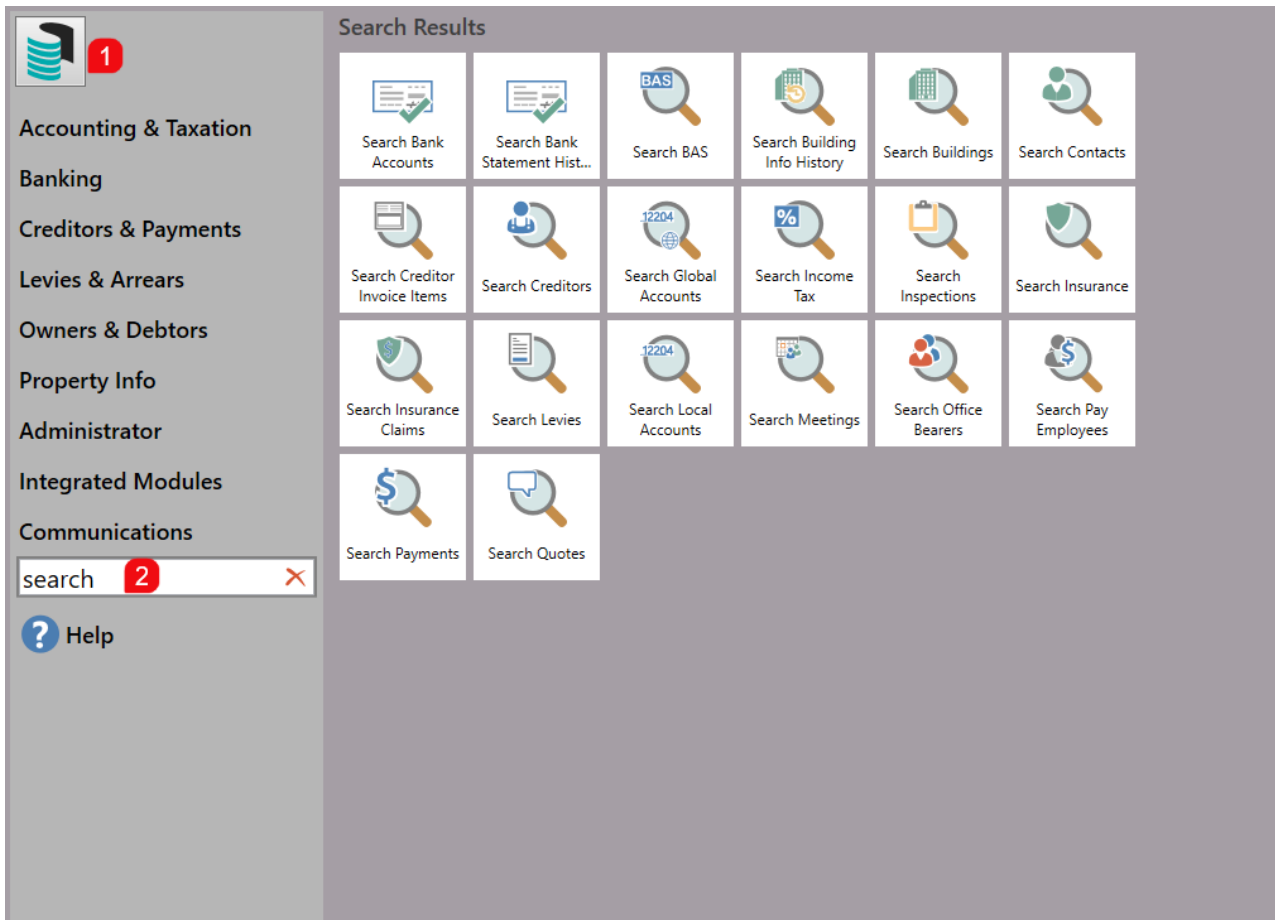 1
Accounting & Taxation
Banking
Creditors & Payments
Levies & Arrears
Owners & Debtors
Property Info
Administrator
Integrated Modules
Communications
search 2
Help
Search Results
Search Bank
Accounts
Search Bank
Statement Hist...
BAS
Search BAS
Search Building
Info History
Search Buildings
Search Contacts
Search Creditor
Invoice Items
Search Creditors
12204
Search Global
Accounts
%
Search Income
Tax
Search
Inspections
Search Insurance
$
Search Insurance
Claims
Search Levies
12204
Search Local
Accounts
Search Meetings
Search Office
Bearers
$
Search Pay
Employees
$
Search Payments
Search Quotes